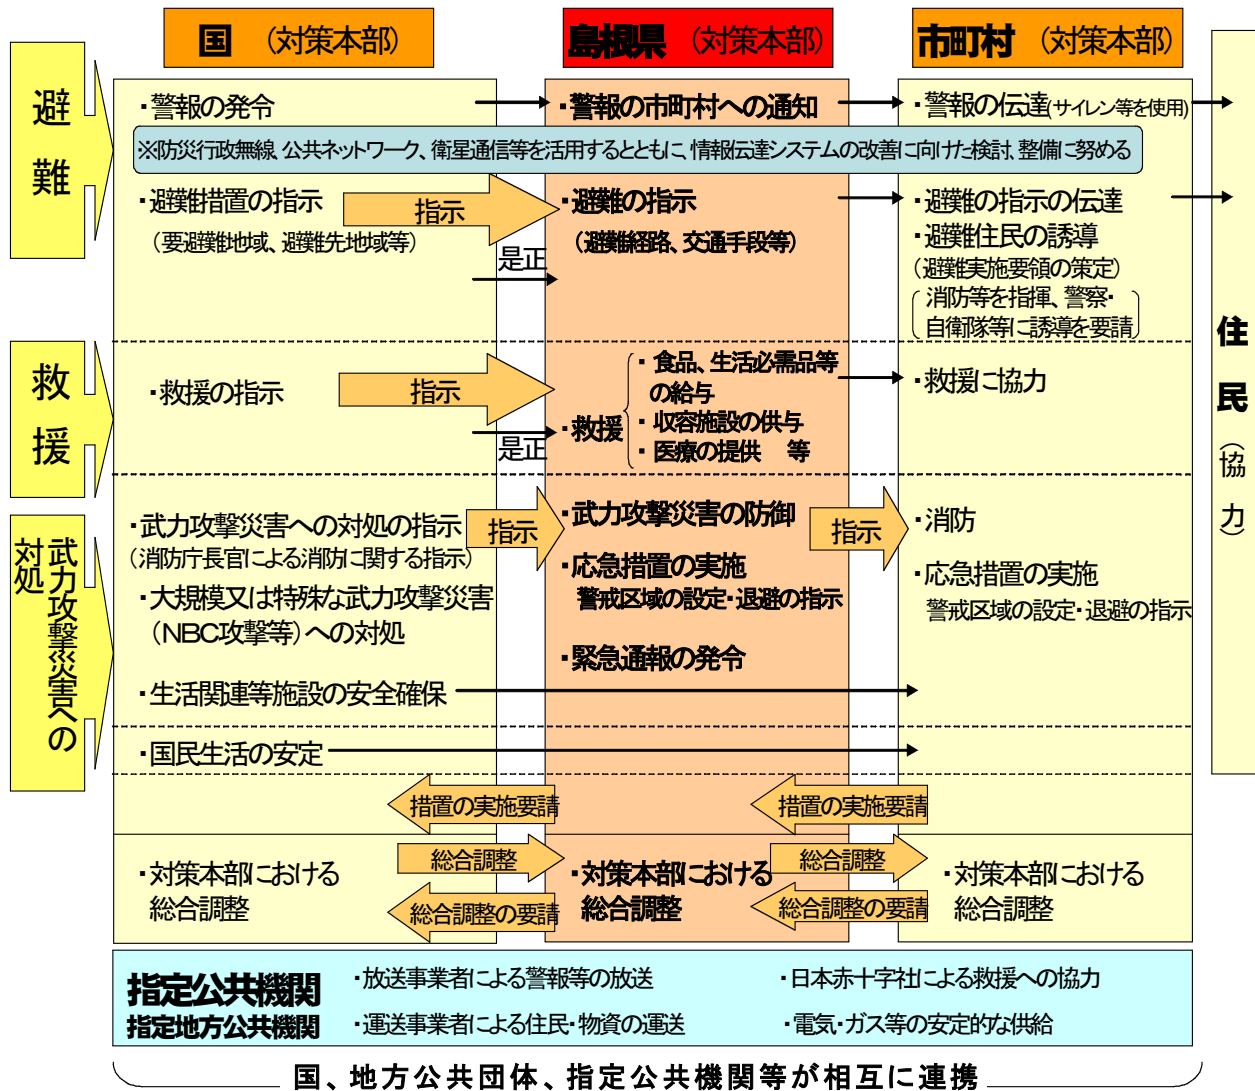 国 （対策本部）
島根県 （対策本部）
市町村 （対策本部）
避難
・警報の発令
・警報の市町村への通知
・警報の伝達(サイレン等を使用)
※防災行政無線、公共ネットワーク、衛星通信等を活用するとともに、情報伝達システムの改善に向けた検討、整備に努める
・避難措置の指示
（要避難地域、避難先地域等）
指示
是正
・避難の指示
（避難経路、交通手段等）
・避難の指示の伝達
・避難住民の誘導
（避難実施要領の策定）
消防等を指揮、警察・
自衛隊等に誘導を要請
救援
・救援の指示
指示
是正
・救援
・ 食品、生活必需品等
の給与
・ 収容施設の供与
・ 医療の提供 等
・救援に協力
武力攻撃災害への
対処
・武力攻撃災害への対処の指示
（消防庁長官による消防に関する指示）
・大規模又は特殊な武力攻撃災害
（NBC攻撃等）への対処
・生活関連等施設の安全確保
指示
・武力攻撃災害の防御
・応急措置の実施
警戒区域の設定・退避の指示
・緊急通報の発令
指示
・消防
・応急措置の実施
警戒区域の設定・退避の指示
・国民生活の安定
措置の実施要請
措置の実施要請
・対策本部における
総合調整
総合調整
総合調整の要請
・対策本部における
総合調整
総合調整
総合調整の要請
・対策本部における
総合調整
住民（協力）
指定公共機関
指定地方公共機関
・放送事業者による警報等の放送
・日本赤十字社による救援への協力
・運送事業者による住民・物資の運送
・電気・ガス等の安定的な供給
国、地方公共団体、指定公共機関等が相互に連携